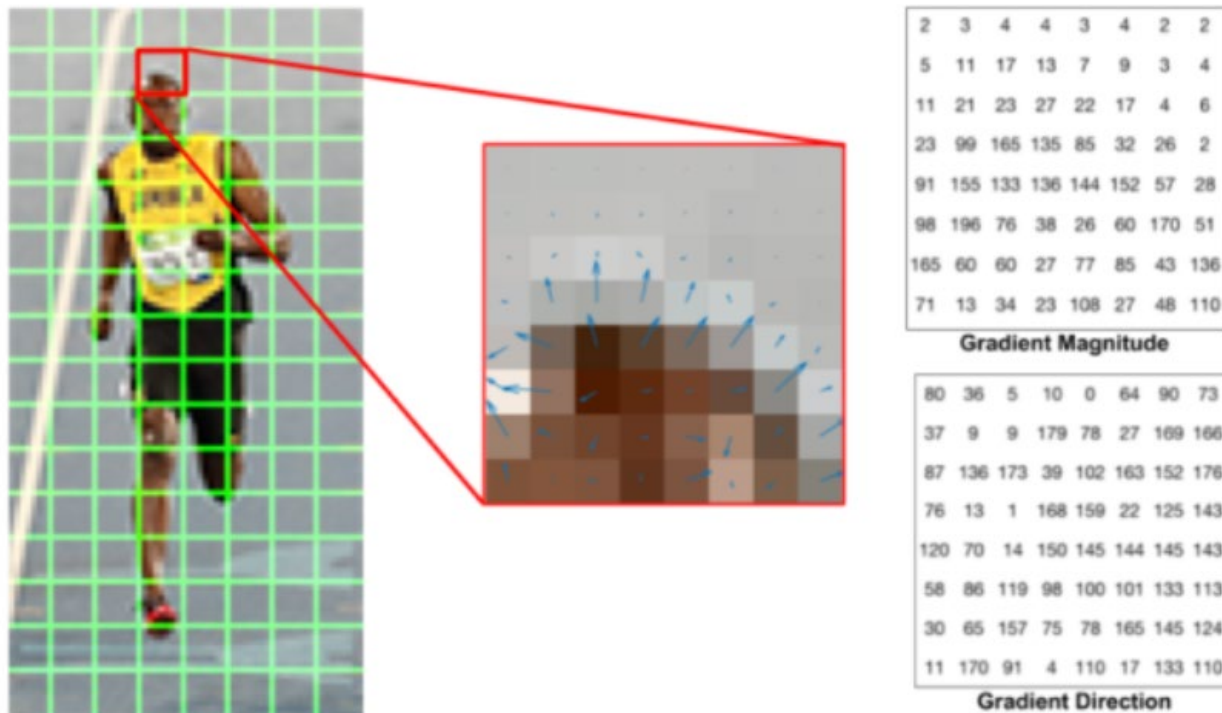 2 3 4 4 3 4 2 2
5 11 17 13 7 9 3 4
11 21 23 27 22 17 4 6
23 99 165 135 85 32 26 2
91 155 133 136 144 152 57 28
98 196 76 38 26 60 170 51
165 60 60 27 77 85 43 136
71 13 34 23 108 27 48 110
Gradient Magnitude
80 36 5 10 0 64 90 73
37 9 9 179 78 27 169 166
87 136 173 39 102 163 152 176
76 13 1 168 159 22 125 143
120 70 14 150 145 144 145 143
58 86 119 98 100 101 133 113
30 65 157 75 78 165 145 124
11 170 91 4 110 17 133 110
Gradient Direction